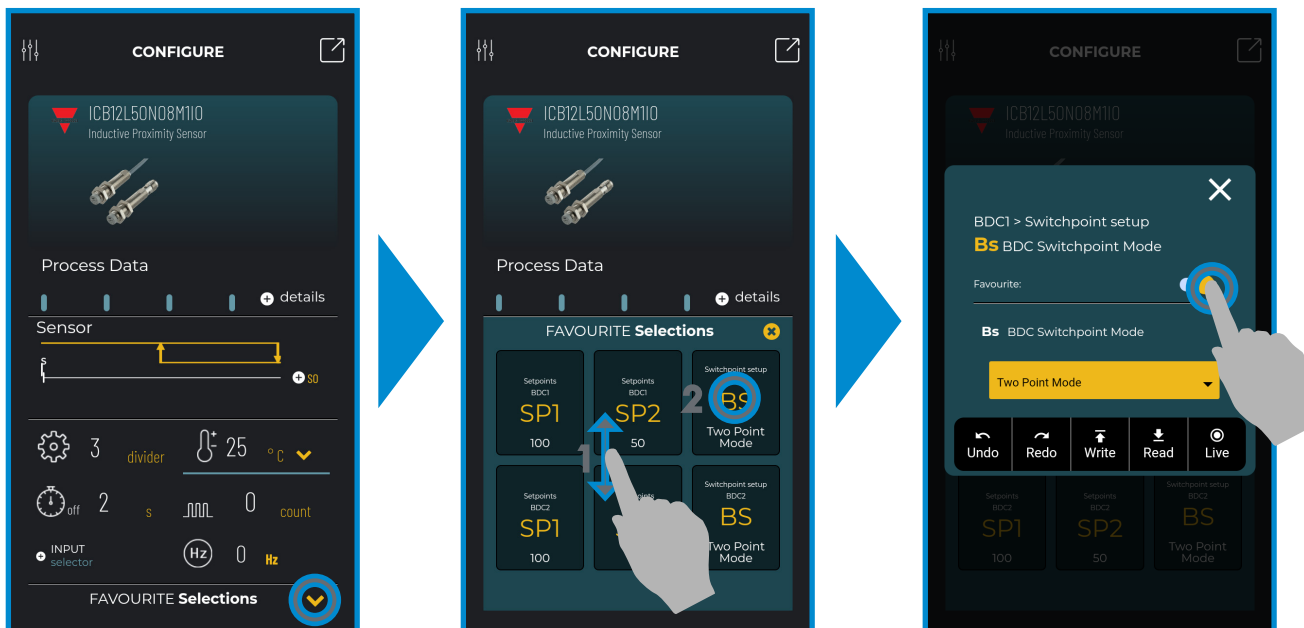 CONFIGURE
ICB12L50N08M1IO
Inductive Proximity Sensor
Process Data
details
Sensor
s
SO
3 divider
25 ° C
off 2 s
0 count
INPUT
selector
Hz 0 Hz
FAVOURITE Selections
CONFIGURE
ICB12L50N08M1IO
Inductive Proximity Sensor
Process Data
details
FAVOURITE Selections
Setpoints
BDC1
SP1
100
Setpoints
BDC1
SP2
50
Switchpoint setup
BS
Two Point
Mode
1
2
Setpoints
BDC2
SP1
100
Switchpoint setup
BDC2
BS
Two Point
Mode
CONFIGURE
ICB12L50N08M1IO
Inductive Proximity Sensor
BDC1 > Switchpoint setup
Bs BDC Switchpoint Mode
Favourite:
Bs BDC Switchpoint Mode
Two Point Mode
Undo Redo Write Read Live
Setpoints
BDC2
SP1
100
Setpoints
BDC2
SP2
50
Switchpoint setup
BDC2
BS
Two Point
Mode